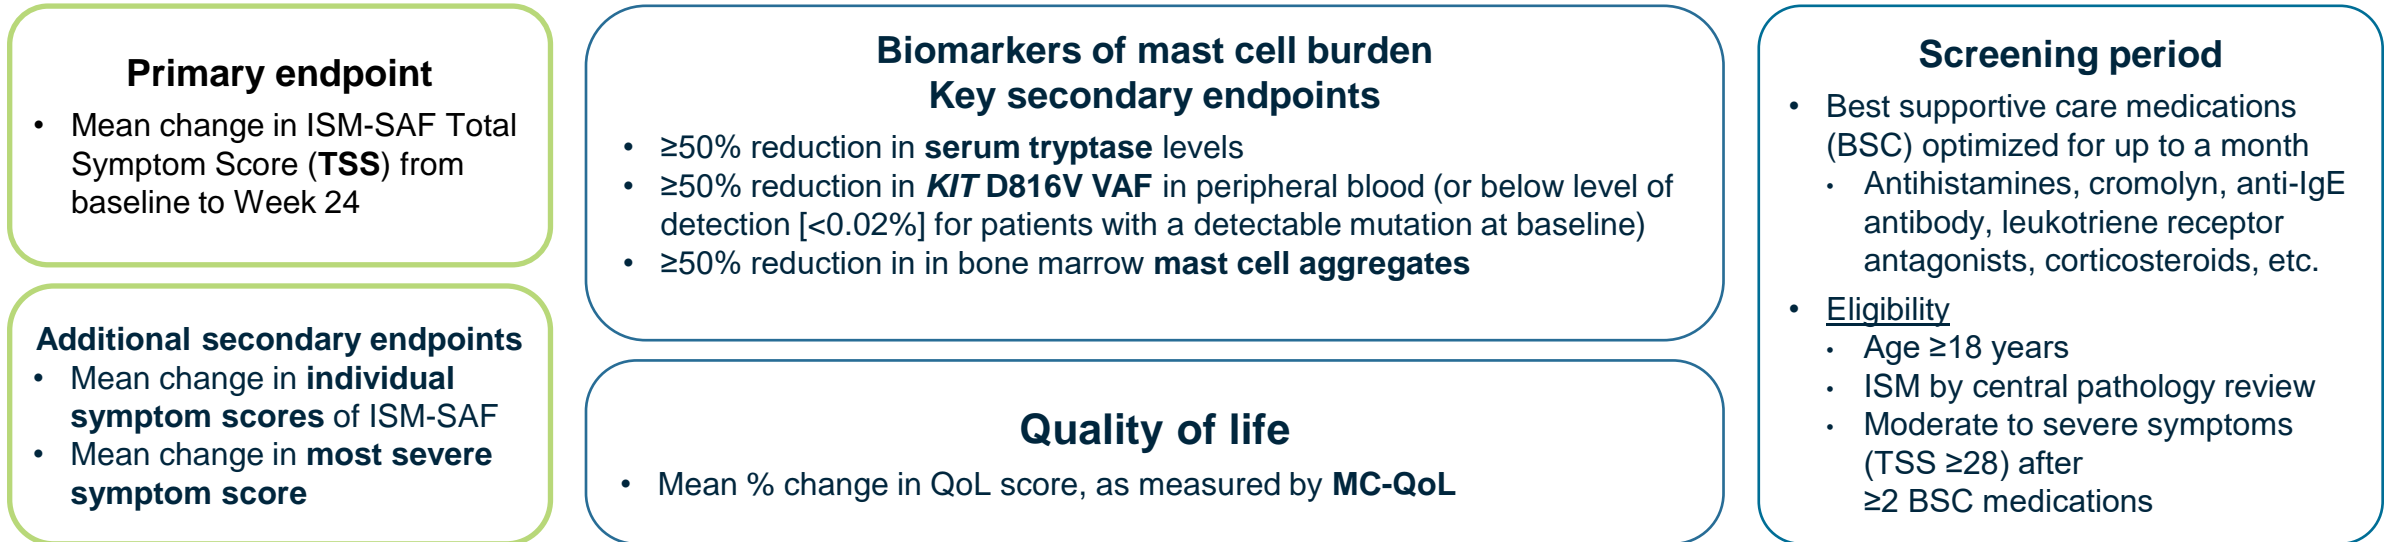 Primary endpoint
• Mean change in ISM-SAF Total
Symptom Score (TSS) from
baseline to Week 24
Additional secondary endpoints
• Mean change in individual
symptom scores of ISM-SAF
• Mean change in most severe
symptom score
Biomarkers of mast cell burden
Key secondary endpoints
• ≥50% reduction in serum tryptase levels
• ≥50% reduction in KIT D816V VAF in peripheral blood (or below level of
detection [<0.02%] for patients with a detectable mutation at baseline)
• ≥50% reduction in in bone marrow mast cell aggregates
Quality of life
• Mean % change in QoL score, as measured by MC-QoL
Screening period
• Best supportive care medications
(BSC) optimized for up to a month
• Antihistamines, cromolyn, anti-IgE
antibody, leukotriene receptor
antagonists, corticosteroids, etc.
• Eligibility
• Age ≥18 years
• ISM by central pathology review
• Moderate to severe symptoms
(TSS ≥28) after
≥2 BSC medications